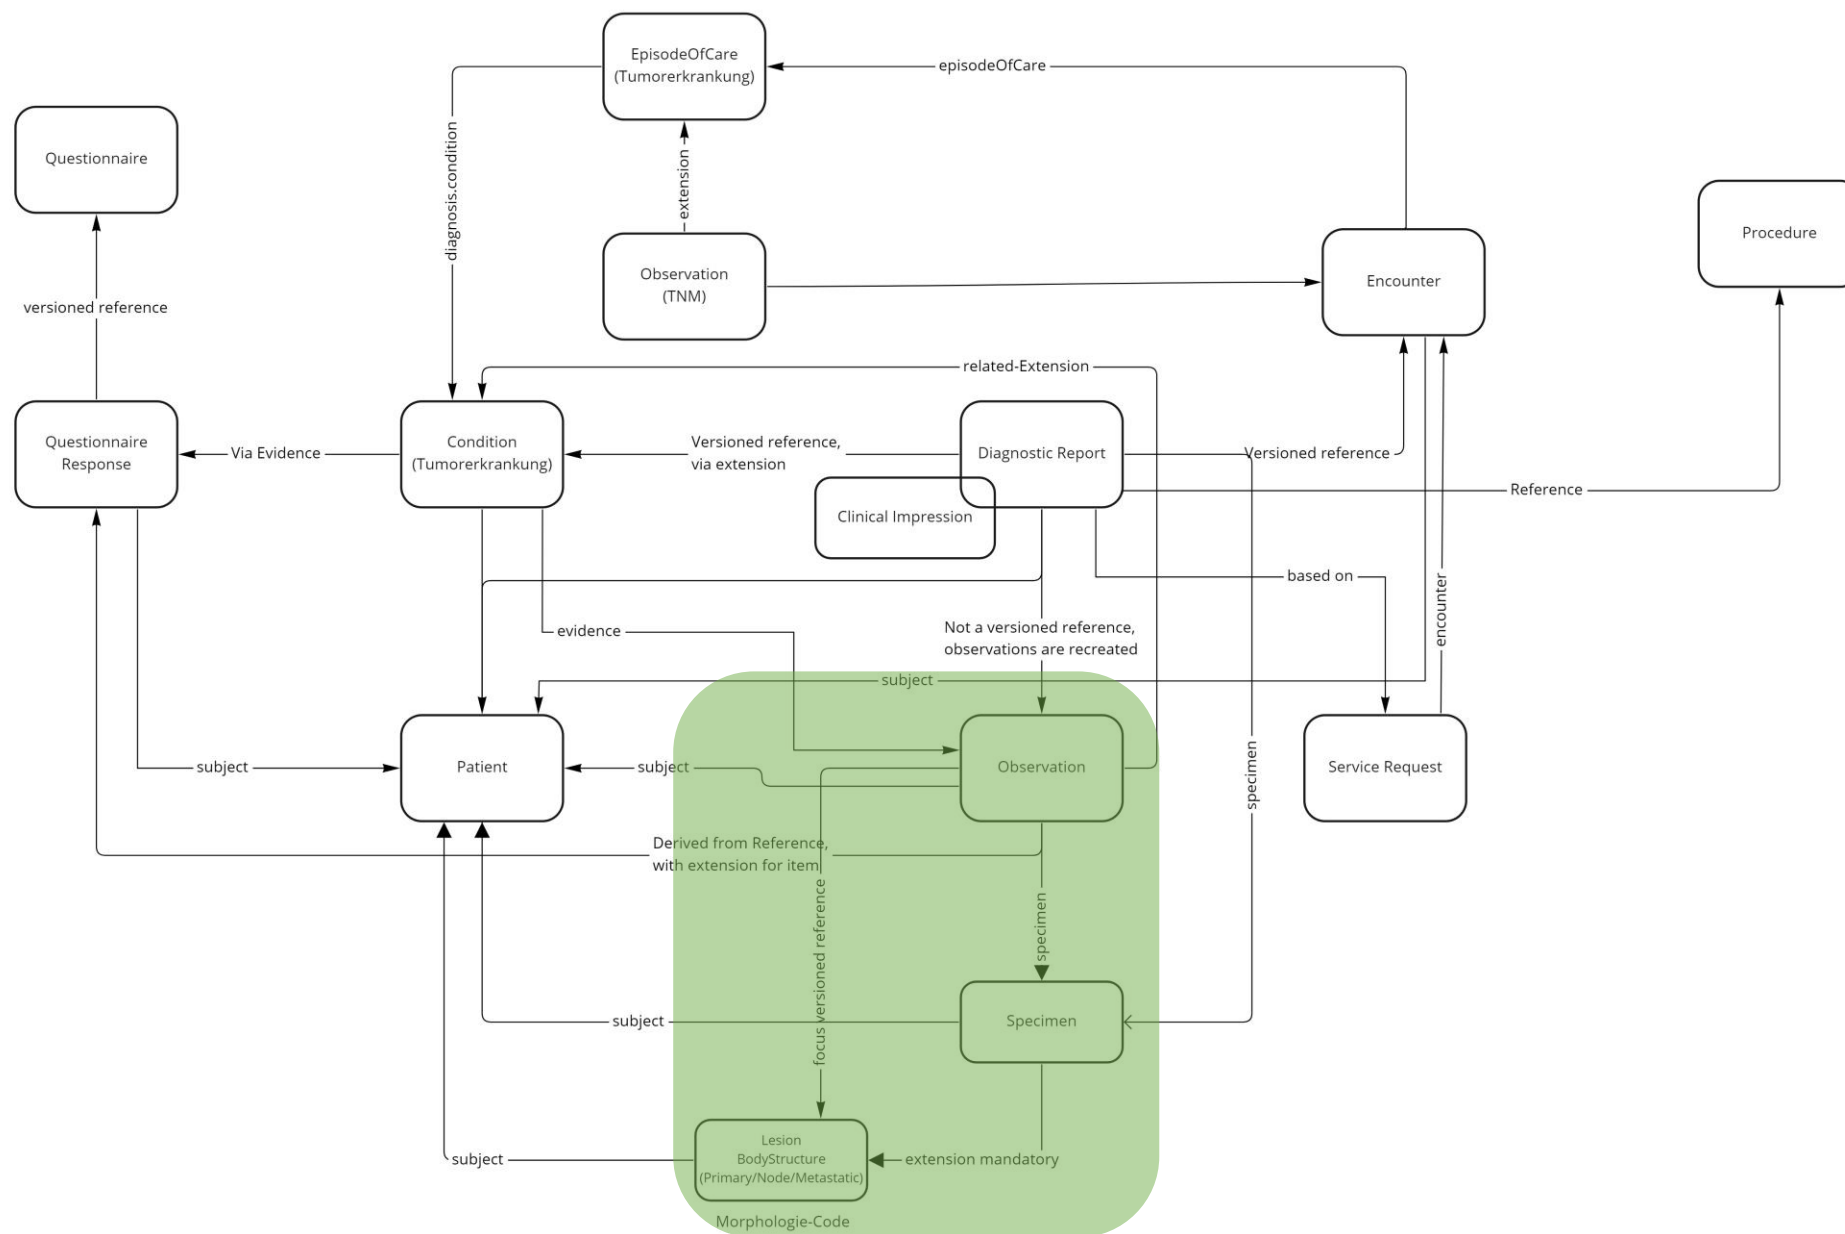 EpisodeOfCare
(Tumorerkrankung)
episodeOfCare
Questionnaire
diagnosis.condition
extension
Procedure
Observation
(TNM)
Encounter
versioned reference
related-Extension
Questionnaire
Response
Via Evidence
Condition
(Tumorerkrankung)
Versioned reference,
via extension
Diagnostic Report
Versioned reference
Reference
Clinical Impression
based on
encounter
evidence
Not a versioned reference,
observations are recreated
subject
subject
Patient
subject
Observation
specimen
Service Request
Derived from Reference,
with extension for item
focus versioned reference
specimen
subject
Specimen
subject
Lesion
BodyStructure
(Primary/Node/Metastatic)
extension mandatory
Morphologie-Code